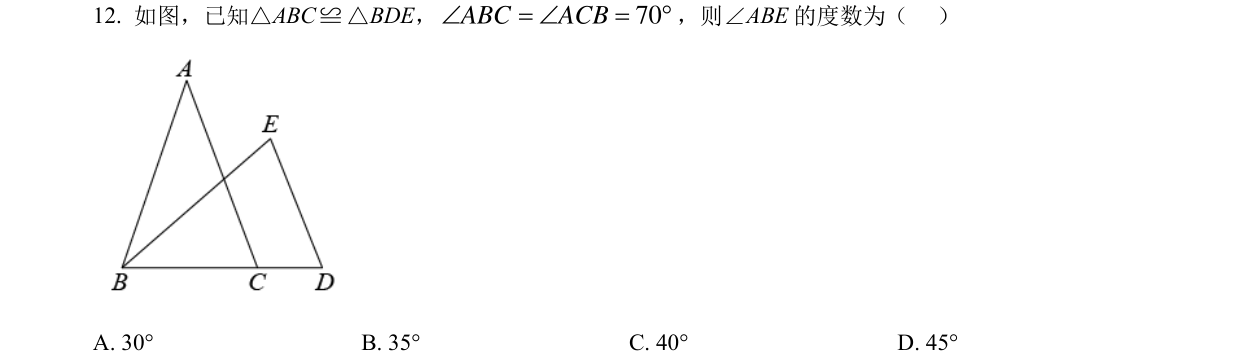 12. 如图，已知△ABC≌△BDE，∠ABC=∠ACB=70°，则∠ABE的度数为（ ）
A
E
B C D
A. 30° B. 35° C. 40° D. 45°